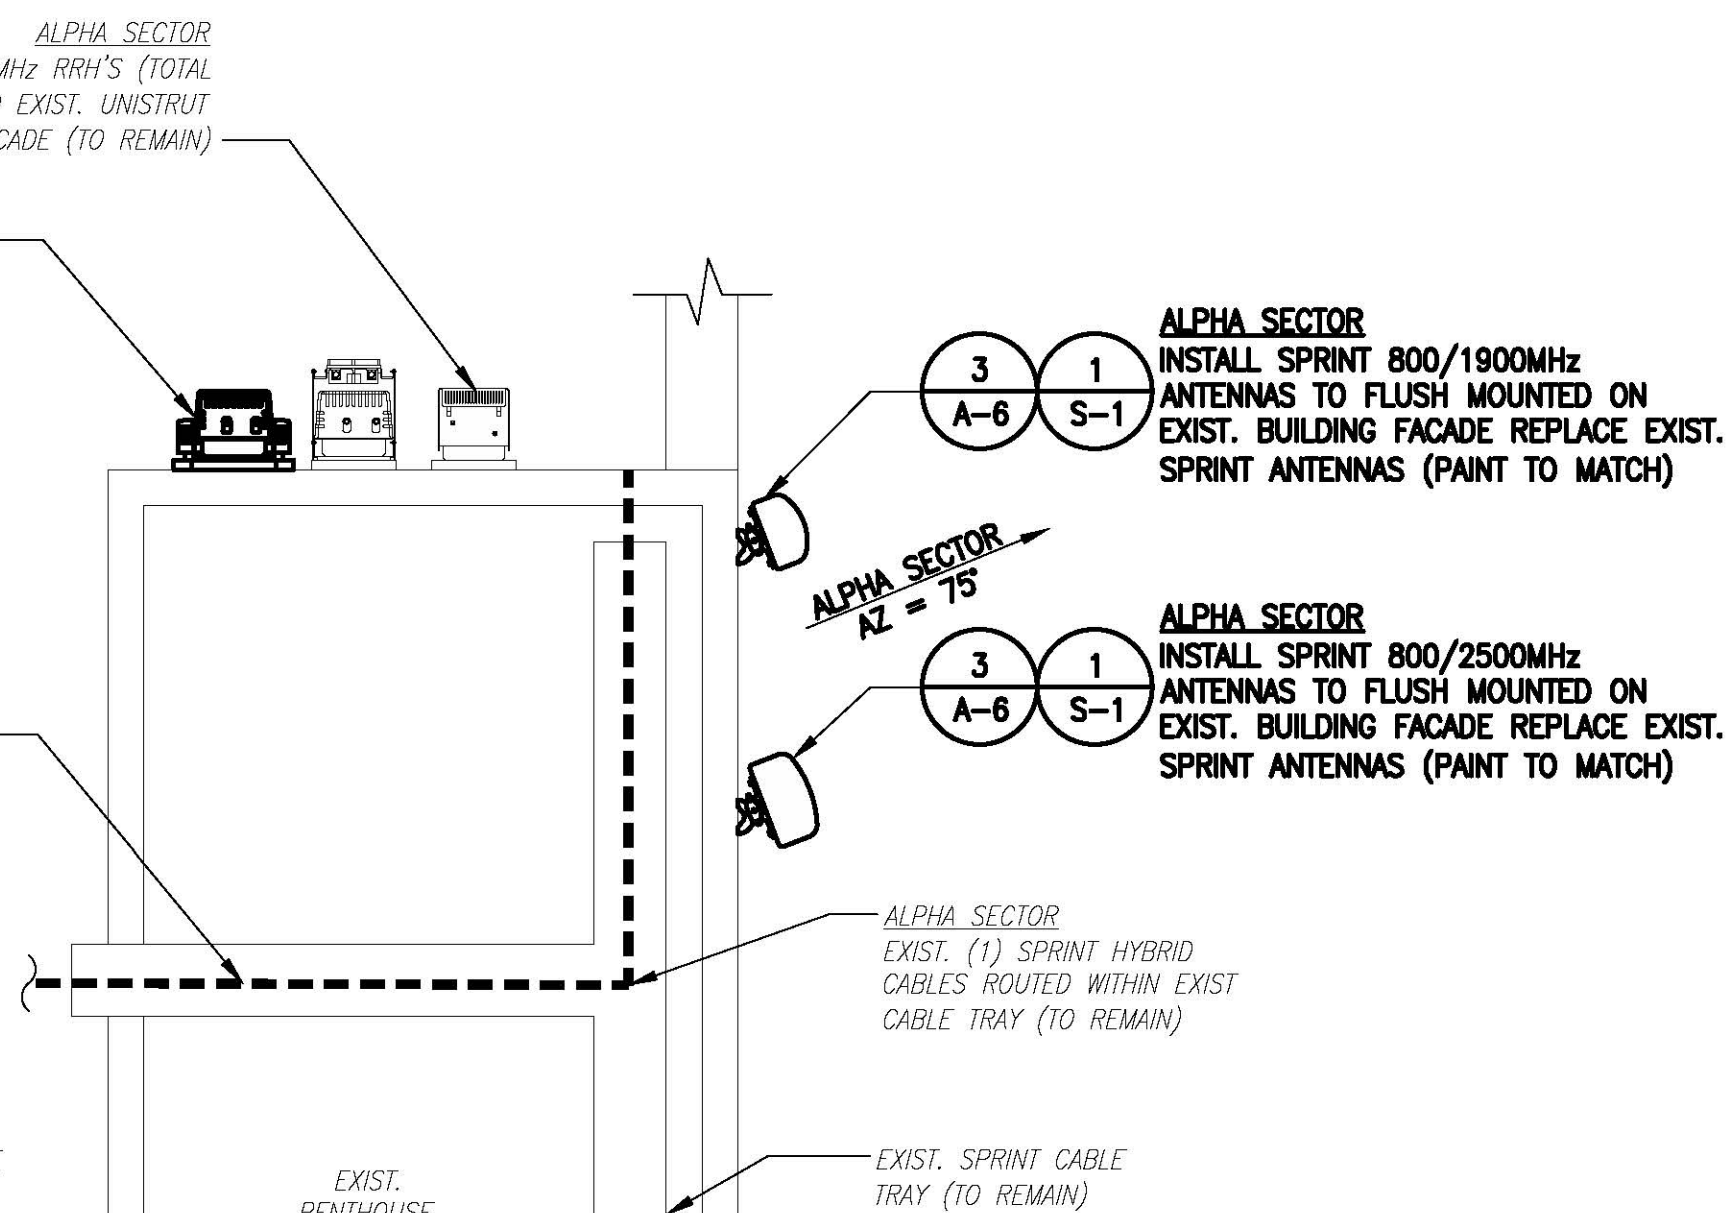 ALPHA SECTOR
MHz RRH'S (TOTAL
EXIST. UNISTRUT
(TO REMAIN)
3
A-6
1
S-1
ALPHA SECTOR
INSTALL SPRINT 800/1900MHz
ANTENNAS TO FLUSH MOUNTED ON
EXIST. BUILDING FACADE REPLACE EXIST.
SPRINT ANTENNAS (PAINT TO MATCH)
ALPHA SECTOR
AZ = 75°
3
A-6
1
S-1
ALPHA SECTOR
INSTALL SPRINT 800/2500MHz
ANTENNAS TO FLUSH MOUNTED ON
EXIST. BUILDING FACADE REPLACE EXIST.
SPRINT ANTENNAS (PAINT TO MATCH)
ALPHA SECTOR
EXIST. (1) SPRINT HYBRID
CABLES ROUTED WITHIN EXIST
CABLE TRAY (TO REMAIN)
EXIST. SPRINT CABLE
TRAY (TO REMAIN)
EXIST.
PENTHOUSE